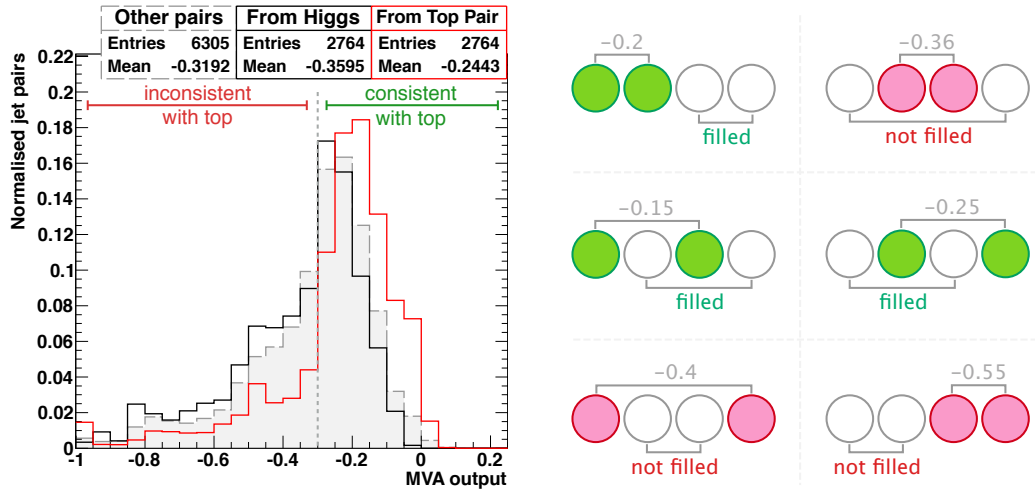 Other pairs
Entries 6305
Mean -0.3192
From Higgs
Entries 2764
Mean -0.3595
From Top Pair
Entries 2764
Mean -0.2443
Normalised jet pairs
0.22
0.2
0.18
0.16
0.14
0.12
0.1
0.08
0.06
0.04
0.02
0
inconsistent
with top
consistent
with top
-1 -0.8 -0.6 -0.4 -0.2 0 0.2
MVA output
-0.2
filled
-0.36
not filled
-0.15
filled
-0.25
filled
-0.4
not filled
-0.55
not filled